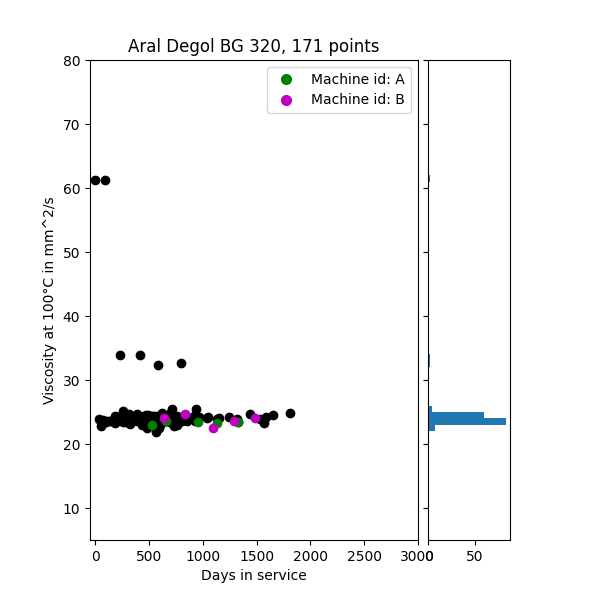 Aral Degol BG 320, 171 points
Machine id: A
Machine id: B
Viscosity at 100°C in mm^2/s
80
70
60
50
40
30
20
10
0 500 1000 1500 2000 2500 3000
0 50
Days in service